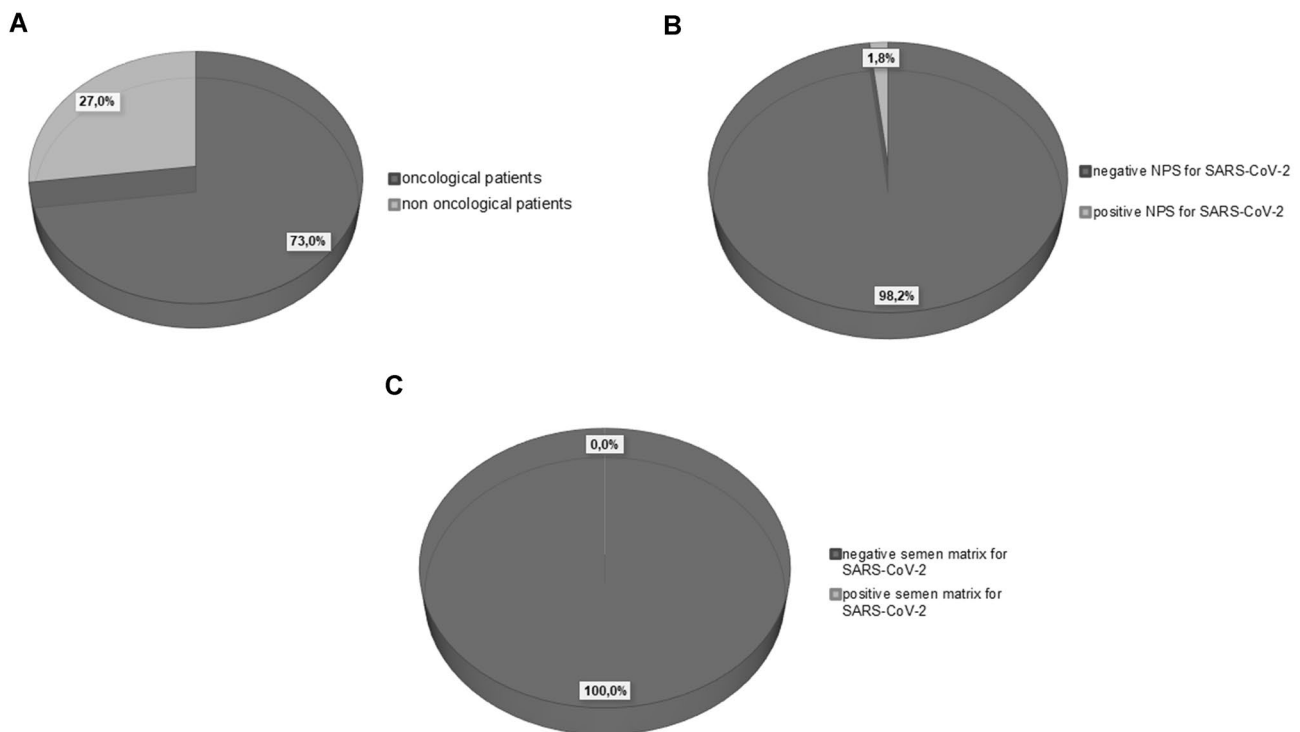 A
27,0%
73,0%
oncological patients
non oncological patients
B
1,8%
98,2%
negative NPS for SARS-CoV-2
positive NPS for SARS-CoV-2
C
0,0%
100,0%
negative semen matrix for
SARS-CoV-2
positive semen matrix for
SARS-CoV-2